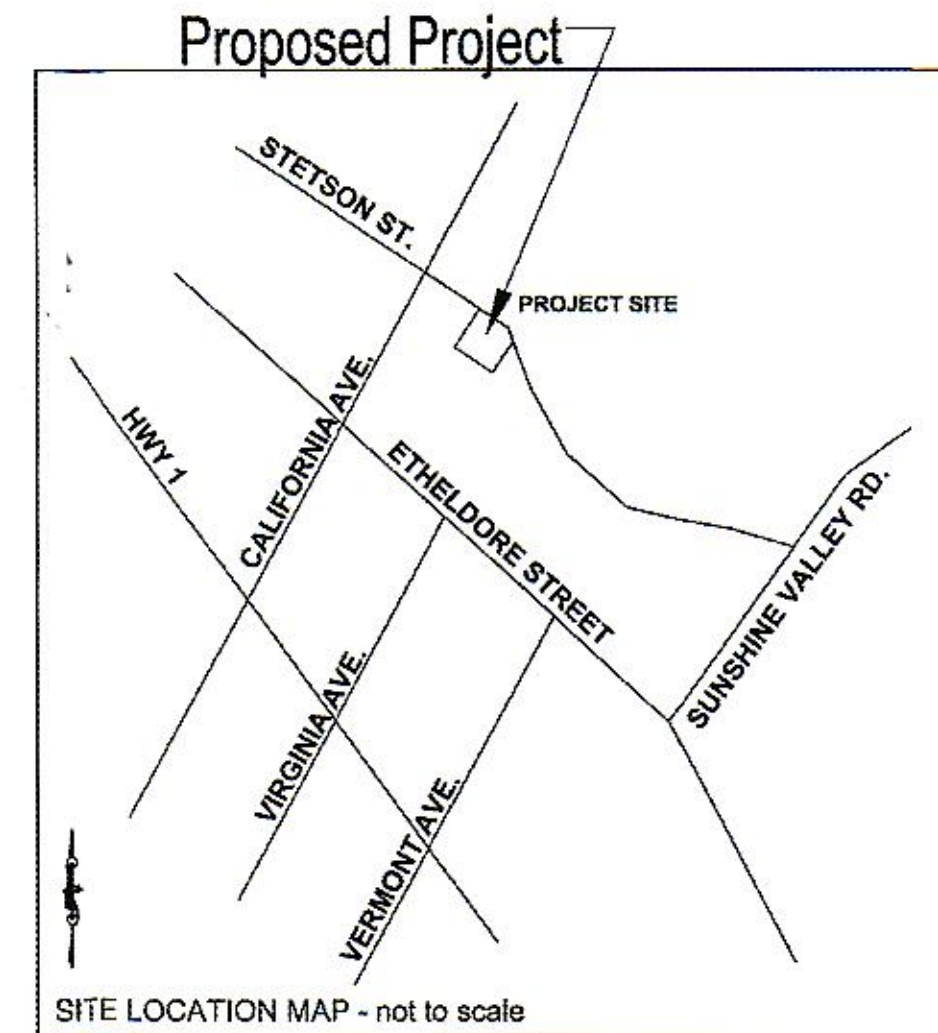 Proposed Project
STETSON ST.
PROJECT SITE
HWY 1
CALIFORNIA AVE.
ETHELDORE STREET
SUNSHINE VALLEY RD.
VIRGINIA AVE.
VERMONT AVE.
SITE LOCATION MAP - not to scale